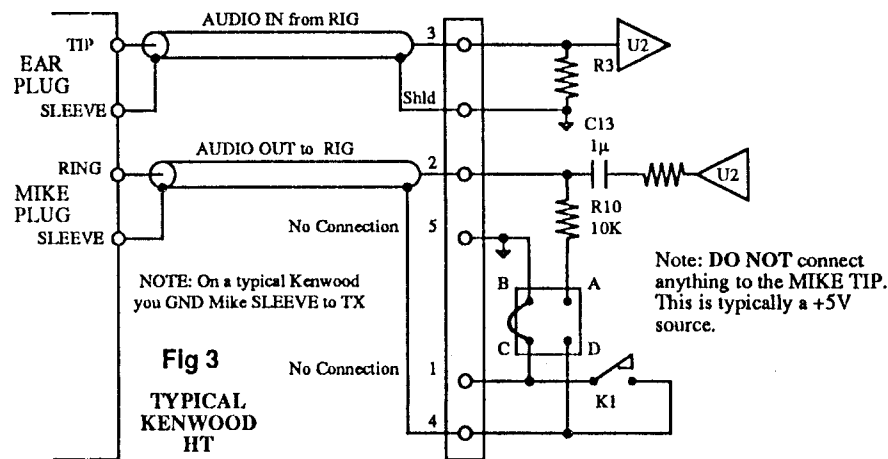 AUDIO IN from RIG
TIP
EAR
PLUG
SLEEVE
3
Shld
R3
U2
C13
1µ
AUDIO OUT to RIG
RING
MIKE
PLUG
SLEEVE
2
U2
R10
10K
No Connection
5
NOTE: On a typical Kenwood
you GND Mike SLEEVE to TX
B
A
C
D
Note: DO NOT connect
anything to the MIKE TIP.
This is typically a +5V
source.
Fig 3
TYPICAL
KENWOOD
HT
No Connection
1
K1
4